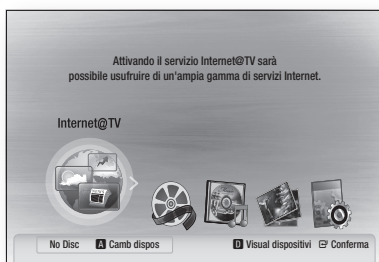 Attivando il servizio Internet@TV sarà
possibile usufruire di un'ampia gamma di servizi Internet.
Internet@TV
No Disc A Camb dispos D Visual dispositivi Conferma